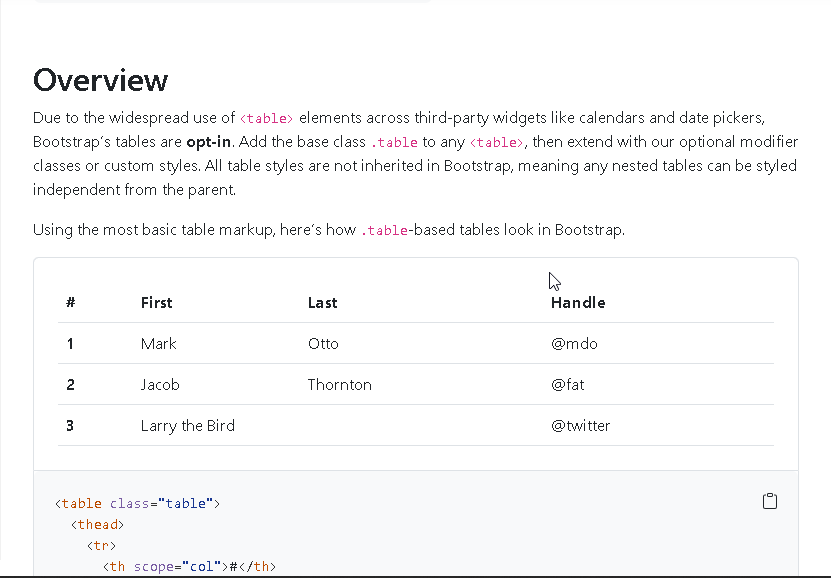 Overview
Due to the widespread use of <table> elements across third-party widgets like calendars and date pickers,
Bootstrap's tables are opt-in. Add the base class .table to any <table>, then extend with our optional modifier
classes or custom styles. All table styles are not inherited in Bootstrap, meaning any nested tables can be styled
independent from the parent.
Using the most basic table markup, here's how .table-based tables look in Bootstrap.
# First Last Handle
1 Mark Otto @mdo
2 Jacob Thornton @fat
3 Larry the Bird @twitter
<table class="table">
<thead>
<tr>
<th scope="col">#</th>